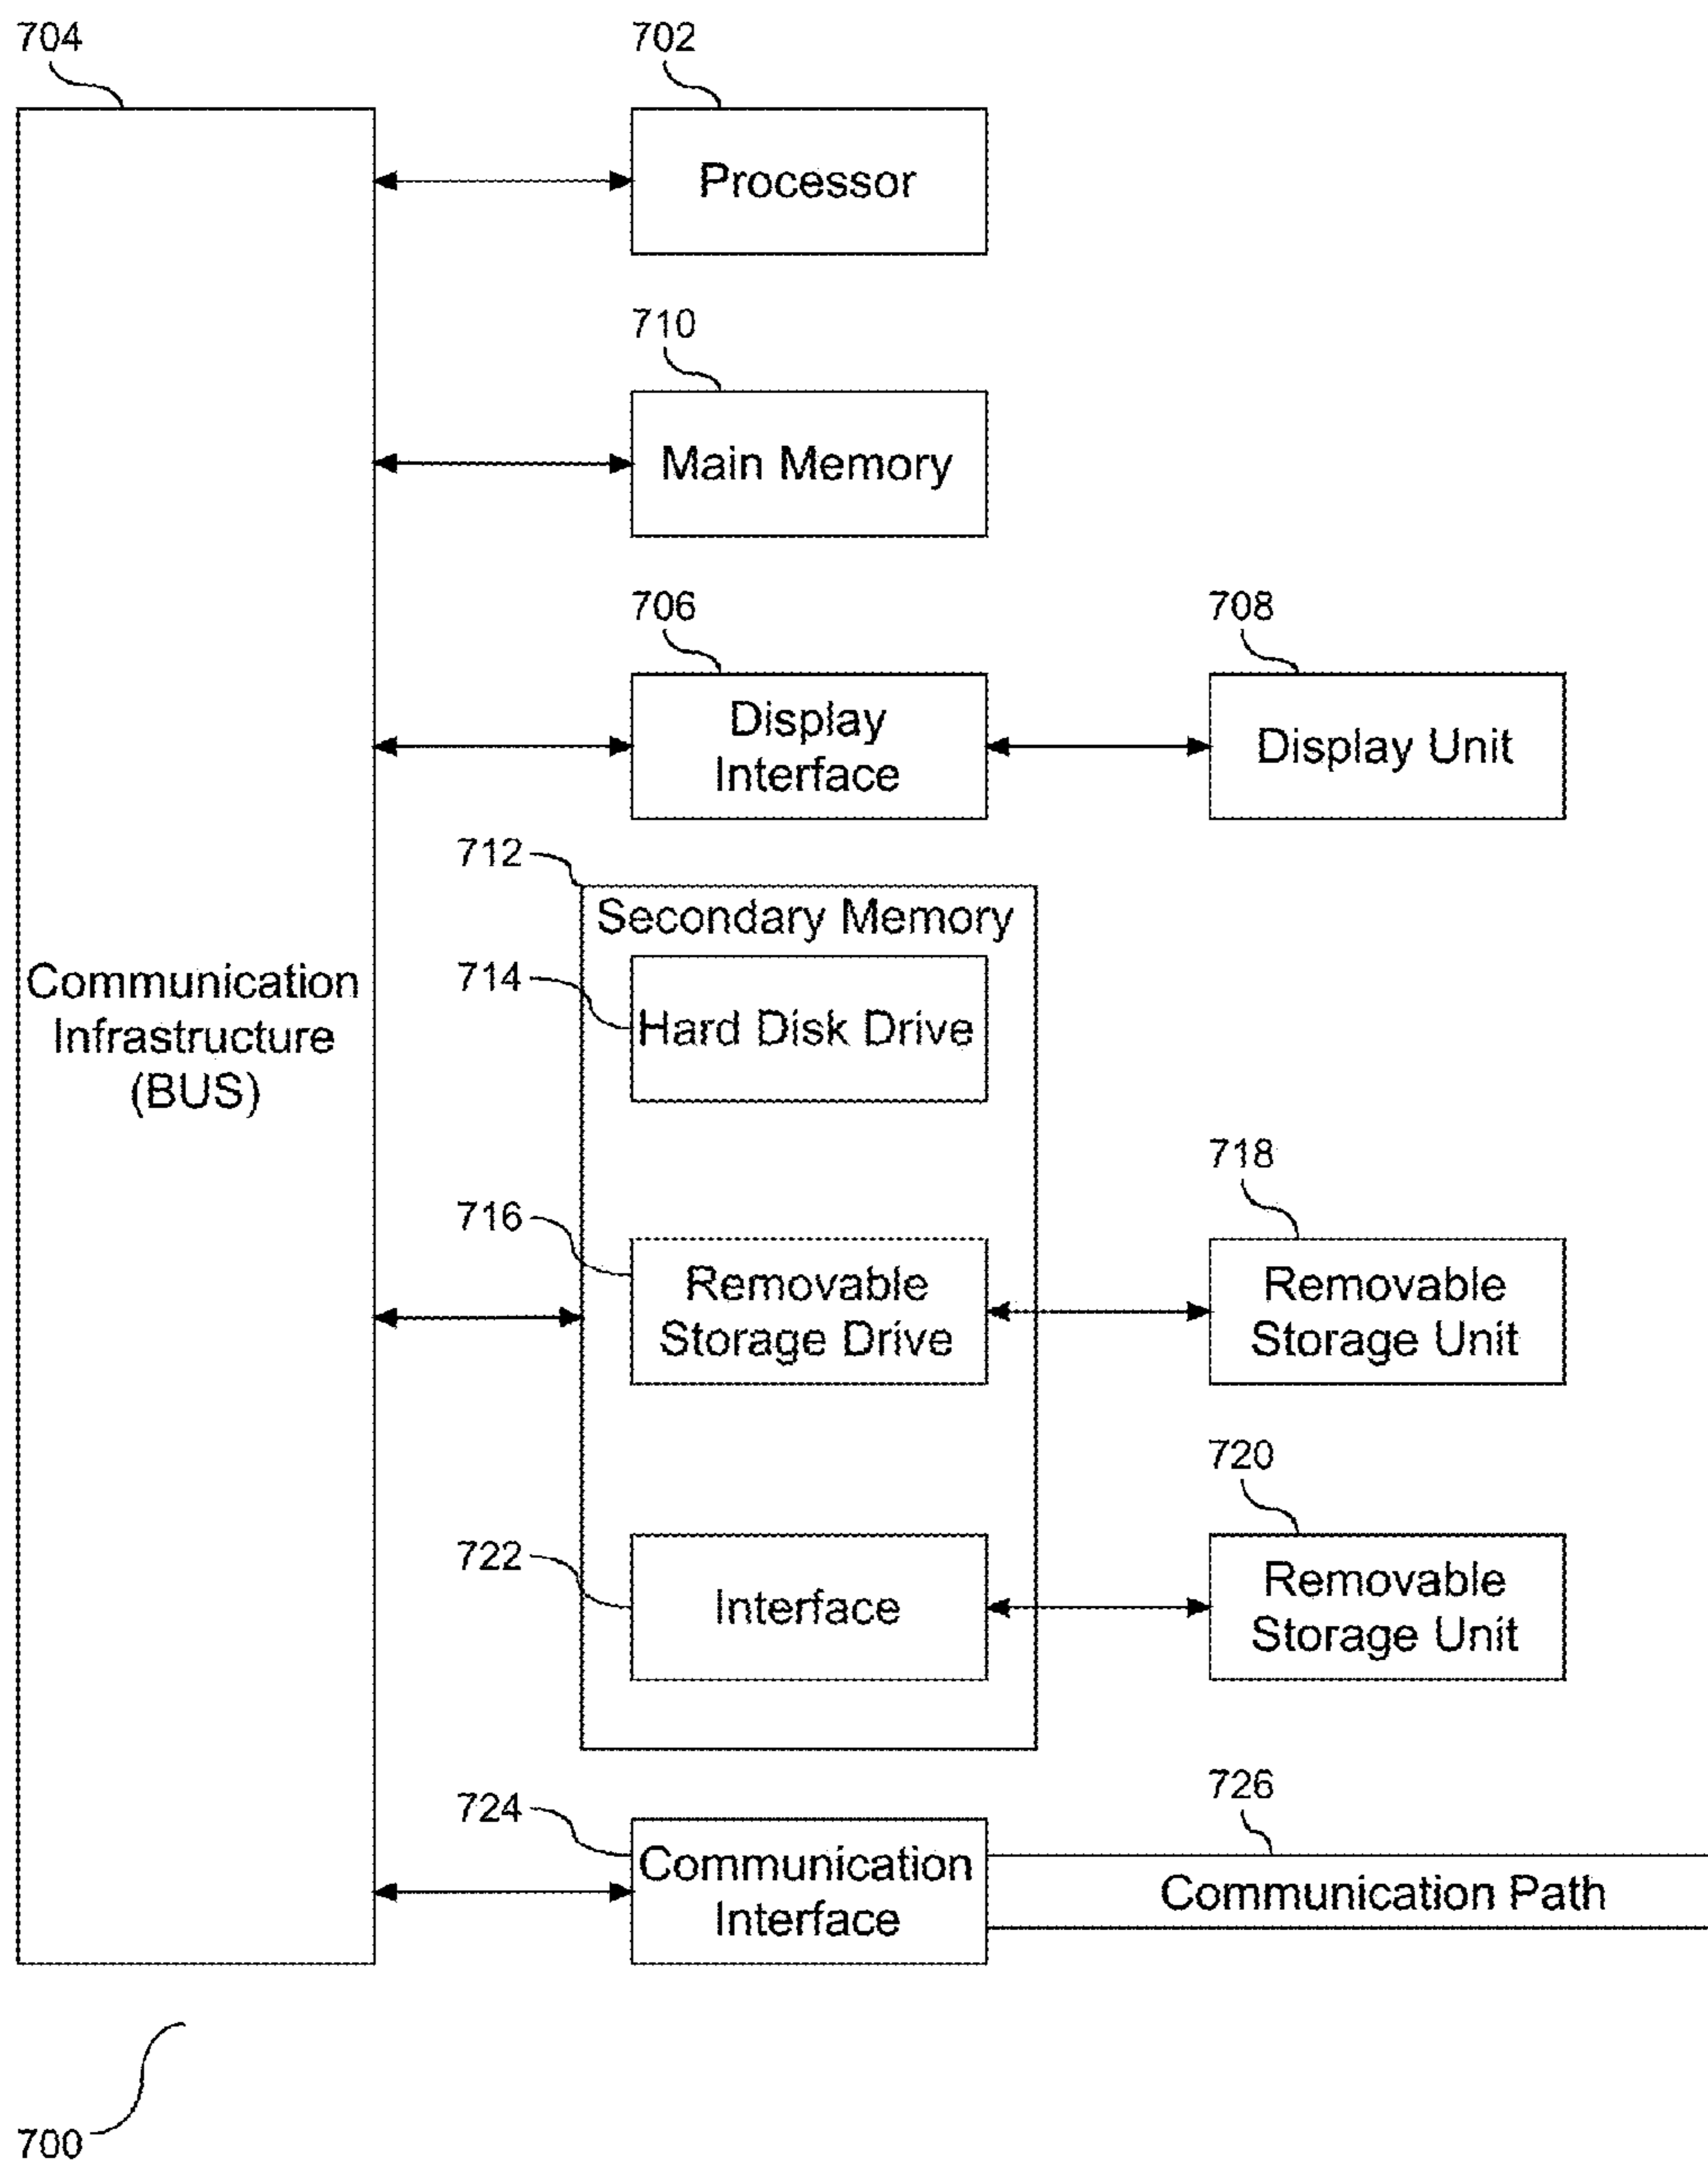 704
702
Processor
710
Main Memory
706
708
Display
Interface
Display Unit
712
Secondary Memory
714
Hard Disk Drive
Communication
Infrastructure
(BUS)
718
716
Removable
Storage Drive
Removable
Storage Unit
720
722
Interface
Removable
Storage Unit
726
724
Communication
Interface
Communication Path
700